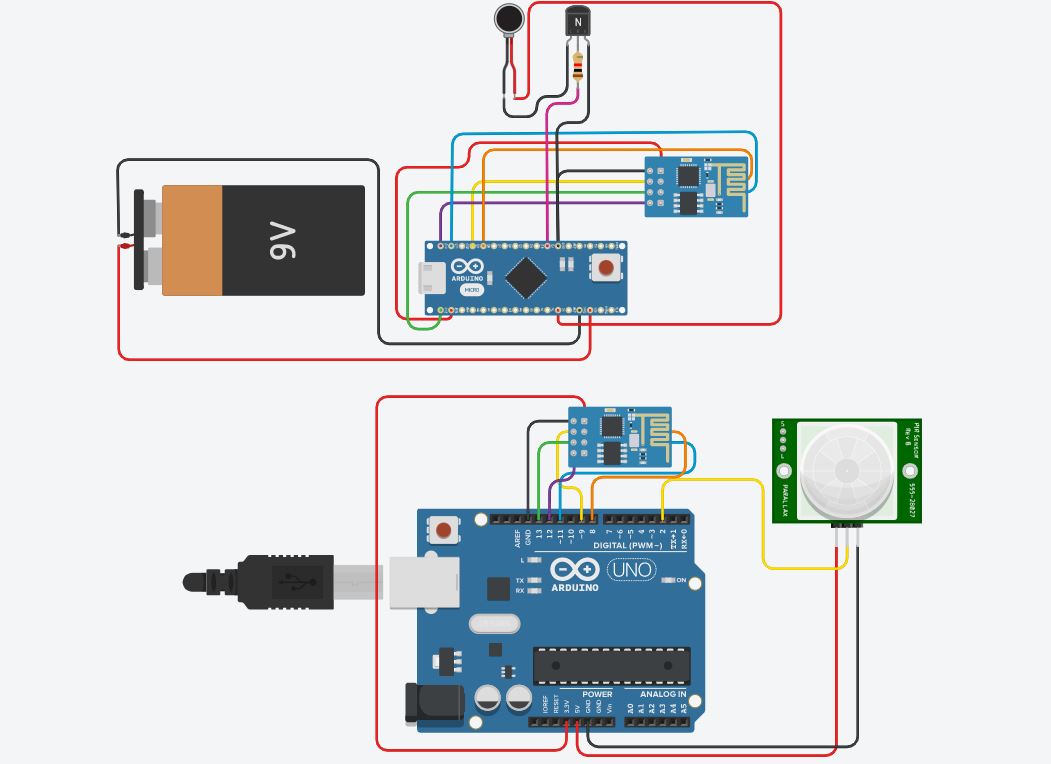 N
9V
ARDUINO
MICRO
PIR SENSOR
Rev B
S
L
PARALLAX
555-28027
AREF
GND
13
12
~11
~10
~9
8
7
~6
~5
4
~3
2
TX→1
RX←0
DIGITAL (PWM~)
L
TX
RX
ARDUINO
UNO
ON
POWER
ANALOG IN
IOREF
RESET
3.3V
5V
GND
GND
Vin
A0
A1
A2
A3
A4
A5